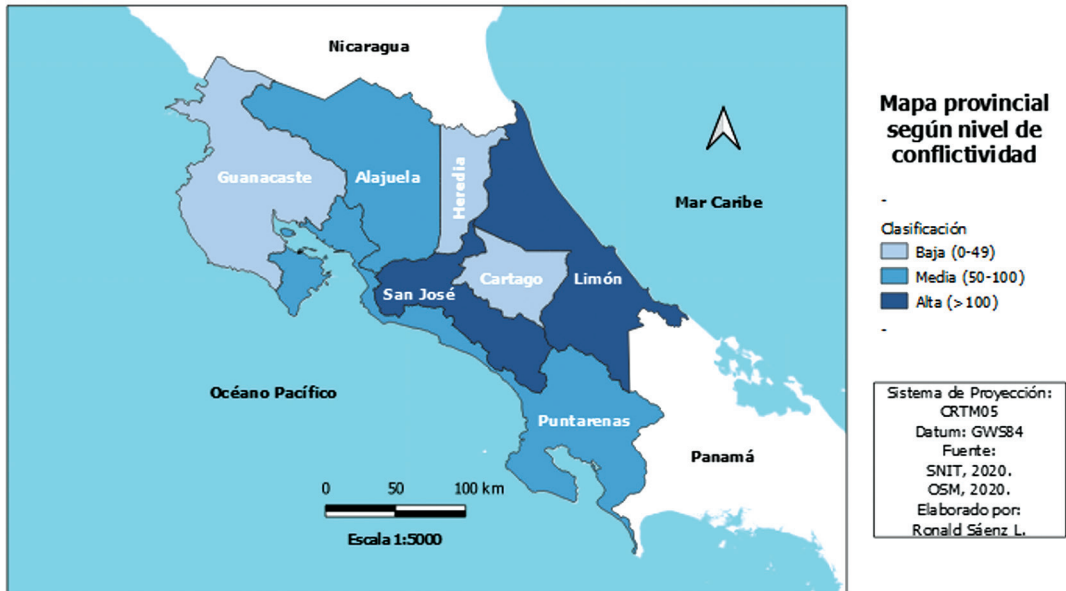 Nicaragua
Guanacaste
Alajuela
Heredia
Mar Caribe
San José
Cartago
Limón
Océano Pacífico
Puntarenas
Panamá
0 50 100 km
Escala 1:5000
Mapa provincial
según nivel de
conflictividad
-
Clasificación
Baja (0-49)
Media (50-100)
Alta (>100)
-
Sistema de Proyección:
CRTM05
Datum: GWS84
Fuente:
SNIT, 2020.
OSM, 2020.
Elaborado por:
Ronald Sáenz L.